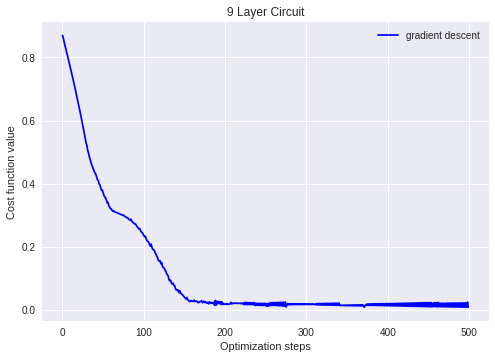 9 Layer Circuit
gradient descent
Cost function value
0.8
0.6
0.4
0.2
0.0
0 100 200 300 400 500
Optimization steps